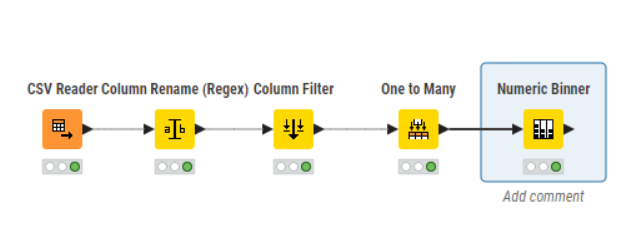 CSV Reader Column Rename (Regex) Column Filter One to Many Numeric Binner
a b
Add comment